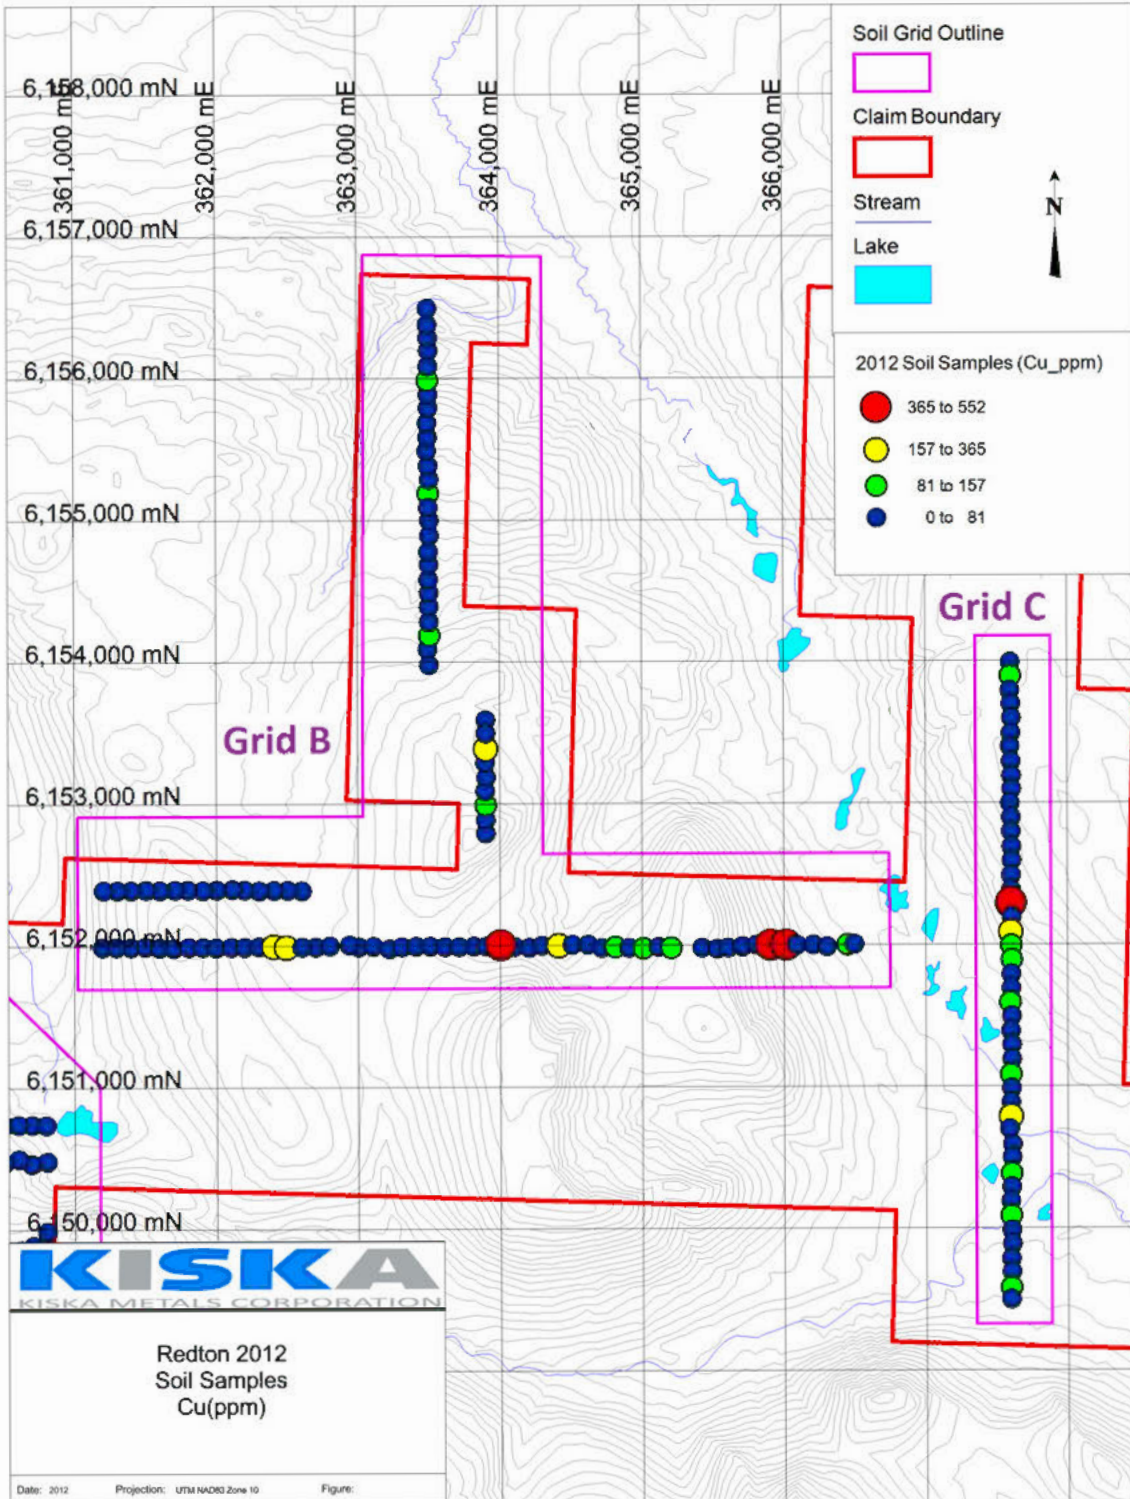 Soil Grid Outline
Claim Boundary
Stream
Lake
N
2012 Soil Samples (Cu_ppm)
365 to 552
157 to 365
81 to 157
0 to 81
361,000 mE
362,000 mE
363,000 mE
364,000 mE
365,000 mE
366,000 mE
6,158,000 mN
6,157,000 mN
6,156,000 mN
6,155,000 mN
6,154,000 mN
6,153,000 mN
6,152,000 mN
6,151,000 mN
6,150,000 mN
Grid B
Grid C
KISKA
KISKA METALS CORPORATION
Redton 2012
Soil Samples
Cu(ppm)
Date: 2012 Projection: UTM NAD83 Zone 10 Figure: